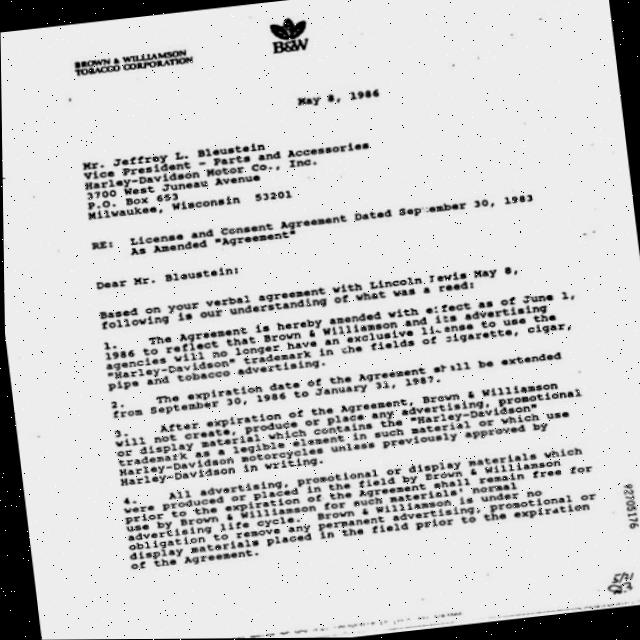 BROWN & WILLIAMSON
TOBACCO CORPORATION
B&W
May 8, 1986
Mr. Jeffrey L. Bleustein
Vice President - Parts and Accessories
Harley-Davidson Motor Co., Inc.
3700 West Juneau Avenue
P.O. Box 653
Milwaukee, Wisconsin 53201
RE: License and Consent Agreement Dated September 30, 1983
As Amended "Agreement"
Dear Mr. Bleustein:
Based on your verbal agreement with Lincoln Lewis May 8,
following is our understanding of what was a reed:
1. The Agreement is hereby amended with effect as of June 1,
1986 to reflect that Brown & Williamson and its advertising
agencies will no longer have an exclusive license to use the
"Harley-Davidson" trademark in the fields of cigarette, cigar,
pipe and tobacco advertising.
2. The expiration date of the Agreement shall be extended
from September 30, 1986 to January 31, 1987.
3. After expiration of the Agreement, Brown & Williamson
will not create, produce or place any advertising, promotional
or display material which contains the "Harley-Davidson"
trademark as a legible element in such material or which use
Harley-Davidson motorcycles unless previously approved by
Harley-Davidson in writing.
4. All advertising, promotional or display materials which
were produced or placed in the field by Brown & Williamson
prior to the expiration of the Agreement shall remain free for
use by Brown & Williamson for such materials' normal
advertising life cycle. Brown & Williamson is under no
obligation to remove any permanent advertising, promotional or
display materials placed in the field prior to the expiration
of the Agreement.